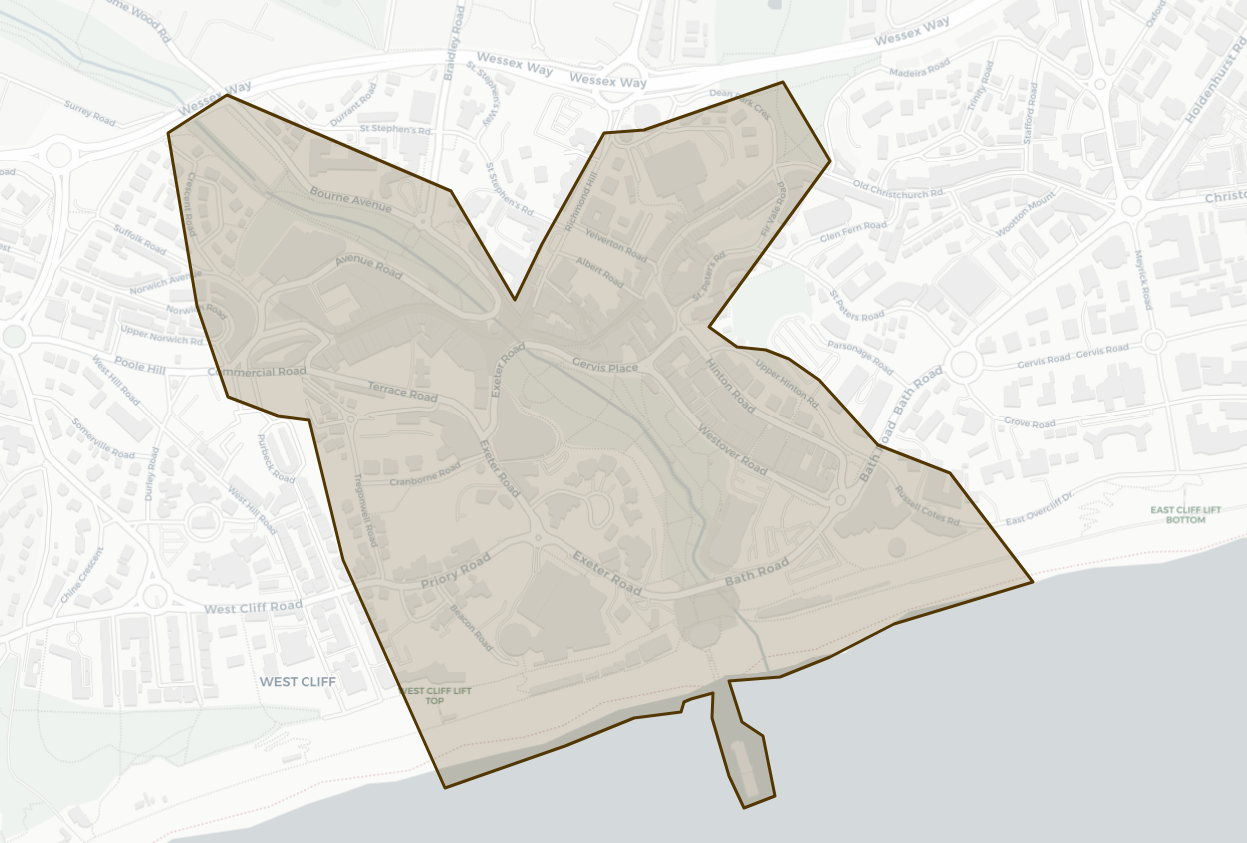 Wessex Way
Wessex Way
Wessex Way
Wessex Way
Braidley Road
Surrey Road
Durrant Road
St Stephen's Rd
St Stephen's Way
St Stephen's Rd
Madeira Road
Trinity Road
Stafford Road
Oxford
Holdenhurst Rd
Dean Park Cres
Crescent Road
Bourne Avenue
Richmond Hill
Old Christchurch Rd.
Wootton Mount
Christc
Fir Vale Road
Glen Fern Road
Suffolk Road
Yelverton Road
Albert Road
Avenue Road
St. Peter's Rd
Meyrick Road
Norwich Avenue
Norwich Road
Upper Norwich Rd.
St Peters Road
Parsonage Road
Gervis Road
Gervis Road
Poole Hill
Commercial Road
West Hill Road
Exeter Road
Gervis Place
Terrace Road
Hinton Road
Upper Hinton Rd
Bath Road
Bath Road
Grove Road
Somerville Road
Purbeck Road
Durley Road
Westover Road
Exeter Road
Cranborne Road
Tregonwell Road
West Hill Road
Russell Cotes Rd.
East Overcliff Dr.
EAST CLIFF LIFT
BOTTOM
Chine Crescent
Priory Road
Exeter Road
Bath Road
West Cliff Road
Beacon Road
WEST CLIFF
WEST CLIFF LIFT
TOP